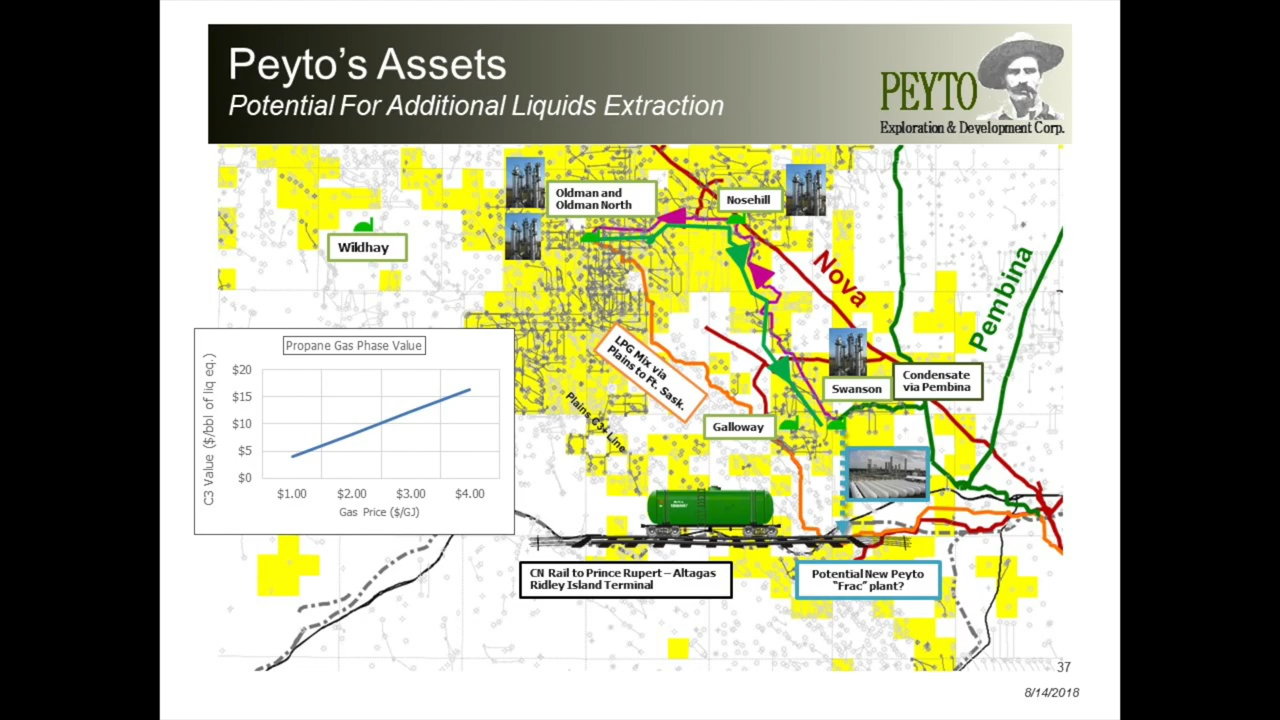 Peyto's Assets
Potential For Additional Liquids Extraction
PEYTO
Exploration & Development Corp.
Oldman and
Oldman North
Nosehill
Wildhay
Nova
Pembina
Propane Gas Phase Value
C3 Value ($/bbl of liq eq.)
$20
$15
$10
$5
$0
$1.00 $2.00 $3.00 $4.00
Gas Price ($/GJ)
LPG Mix via
Plains to Ft. Sask.
Plains C3+ Line
Swanson
Condensate
via Pembina
Galloway
CN Rail to Prince Rupert – Altagas
Ridley Island Terminal
Potential New Peyto
“Frac” plant?
37
8/14/2018